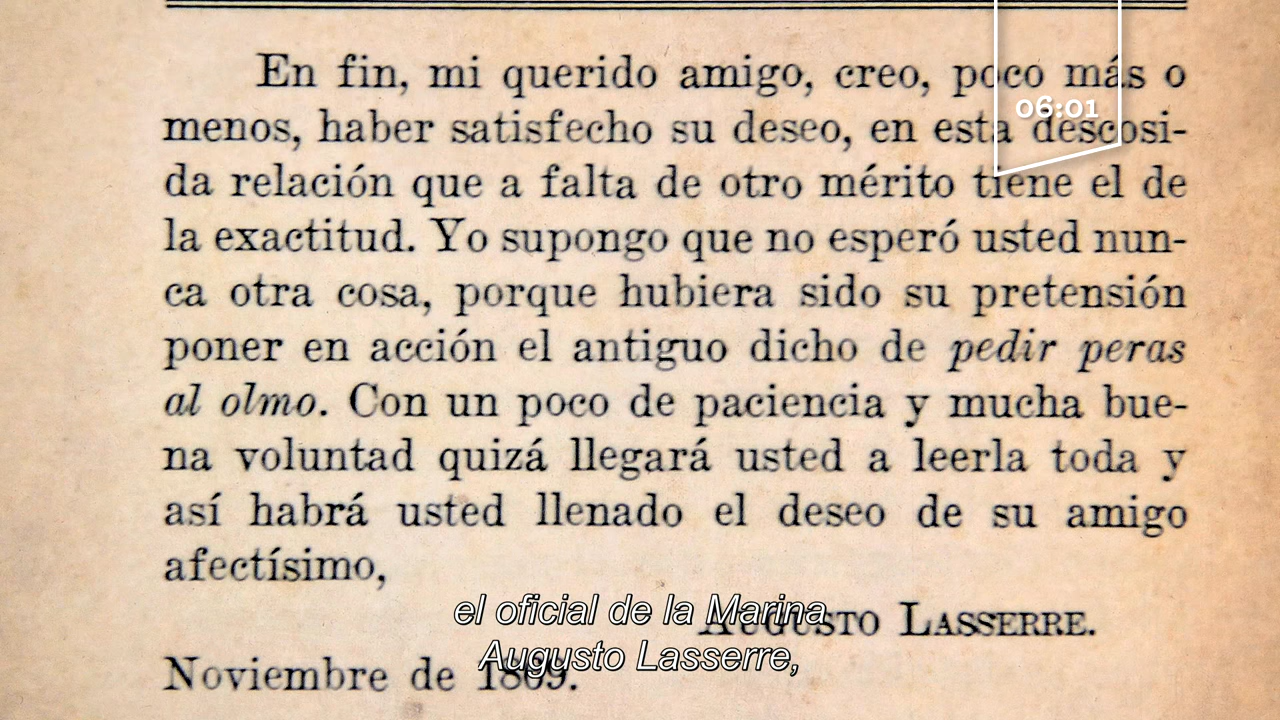 En fin, mi querido amigo, creo, poco más o
06:01
menos, haber satisfecho su deseo, en esta descosi-
da relación que a falta de otro mérito tiene el de
la exactitud. Yo supongo que no esperó usted nun-
ca otra cosa, porque hubiera sido su pretensión
poner en acción el antiguo dicho de pedir peras
al olmo. Con un poco de paciencia y mucha bue-
na voluntad quizá llegará usted a leerla toda y
así habrá usted llenado el deseo de su amigo
afectísimo,
Augusto Lasserre.
Noviembre de
el oficial de la Marina
Augusto Lasserre,